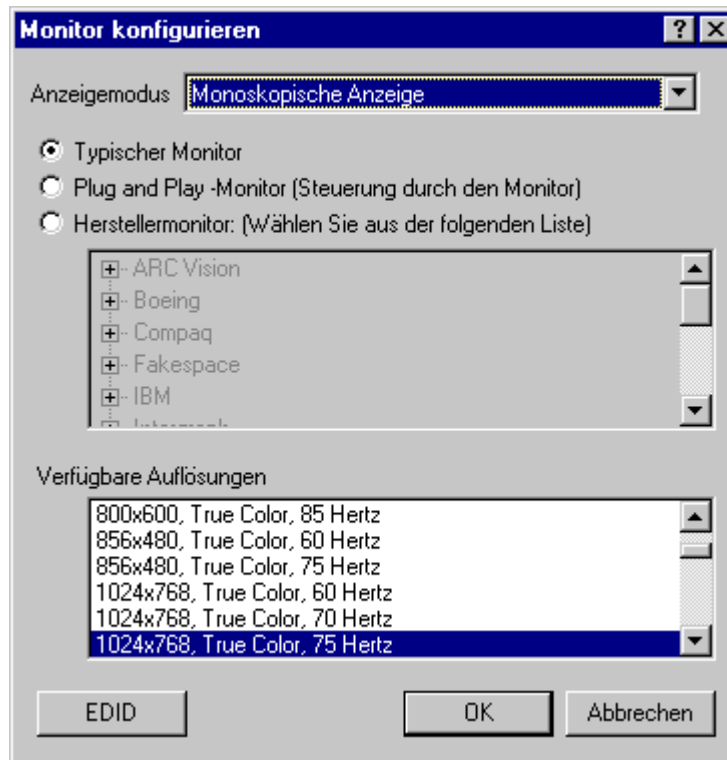 Monitor konfigurieren
Anzeigemodus Monoskopische Anzeige
Typischer Monitor
Plug and Play -Monitor (Steuerung durch den Monitor)
Herstellermonitor: (Wählen Sie aus der folgenden Liste)
ARC Vision
Boeing
Compaq
Fakespace
IBM
Verfügbare Auflösungen
800x600, True Color, 85 Hertz
856x480, True Color, 60 Hertz
856x480, True Color, 75 Hertz
1024x768, True Color, 60 Hertz
1024x768, True Color, 70 Hertz
1024x768, True Color, 75 Hertz
EDID OK Abbrechen